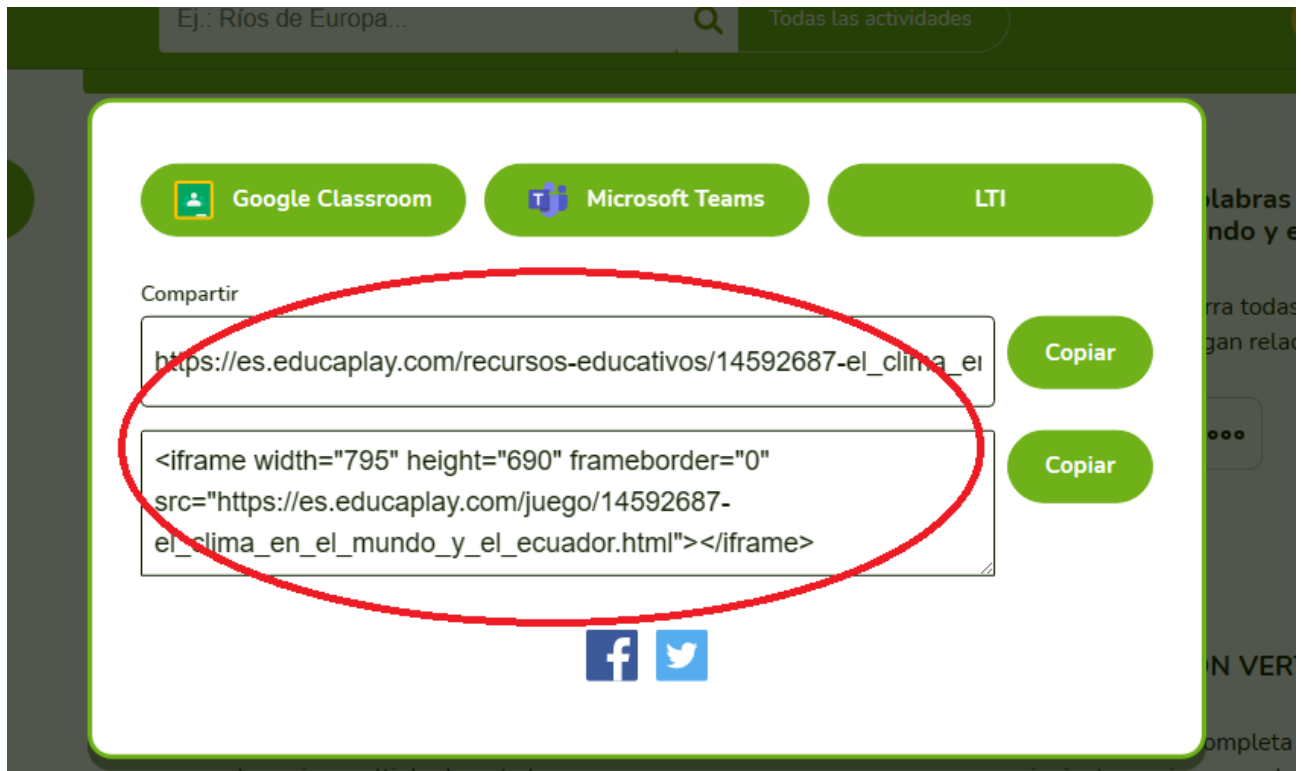 Ej.: Ríos de Europa...
Todas las actividades
Google Classroom
Microsoft Teams
LTI
Compartir
https://es.educaplay.com/recursos-educativos/14592687-el_clima_en
Copiar
<iframe width="795" height="690" frameborder="0"
src="https://es.educaplay.com/juego/14592687-
el_clima_en_el_mundo_y_el_ecuador.html"></iframe>
Copiar